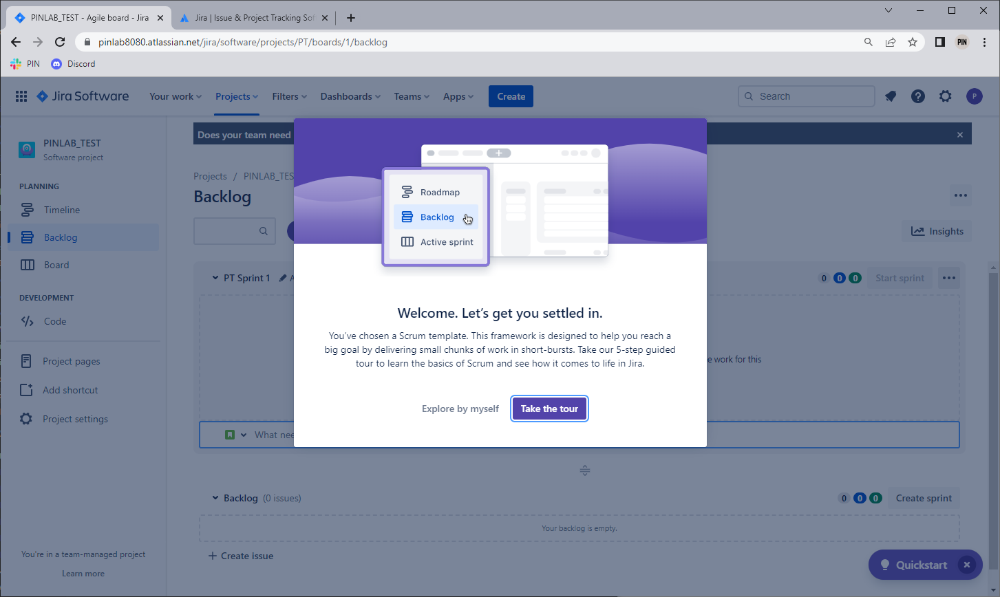 PINLAB_TEST - Agile board - Jira
Jira | Issue & Project Tracking Sof
pinlab8080.atlassian.net/jira/software/projects/PT/boards/1/backlog
PIN
PIN
Discord
Jira Software
Your work
Projects
Filters
Dashboards
Teams
Apps
Create
Search
P
PINLAB_TEST
Software project
Does your team need
PLANNING
Timeline
Backlog
Board
DEVELOPMENT
Code
Project pages
Add shortcut
Project settings
You're in a team-managed project
Learn more
Projects / PINLAB_TES
Backlog
Insights
PT Sprint 1
0 0 0
Start sprint
e work for this
What nee
Roadmap
Backlog
Active sprint
Welcome. Let's get you settled in.
You've chosen a Scrum template. This framework is designed to help you reach a
big goal by delivering small chunks of work in short-bursts. Take our 5-step guided
tour to learn the basics of Scrum and see how it comes to life in Jira.
Explore by myself
Take the tour
Backlog (0 issues)
0 0 0
Create sprint
Your backlog is empty.
+ Create issue
Quickstart